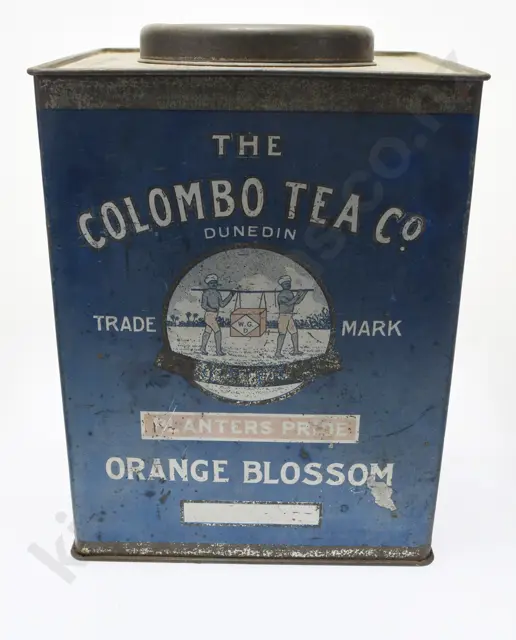 THE
COLOMBO TEA Co
DUNEDIN
TRADE MARK
W.G.
D
PLANTERS PRIDE
ORANGE BLOSSOM